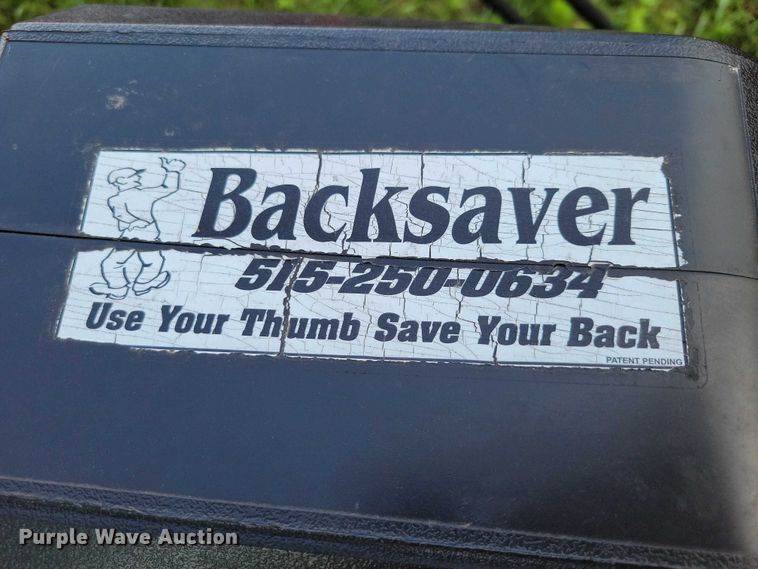 Backsaver
515-250-0634
Use Your Thumb Save Your Back
PATENT PENDING
Purple Wave Auction